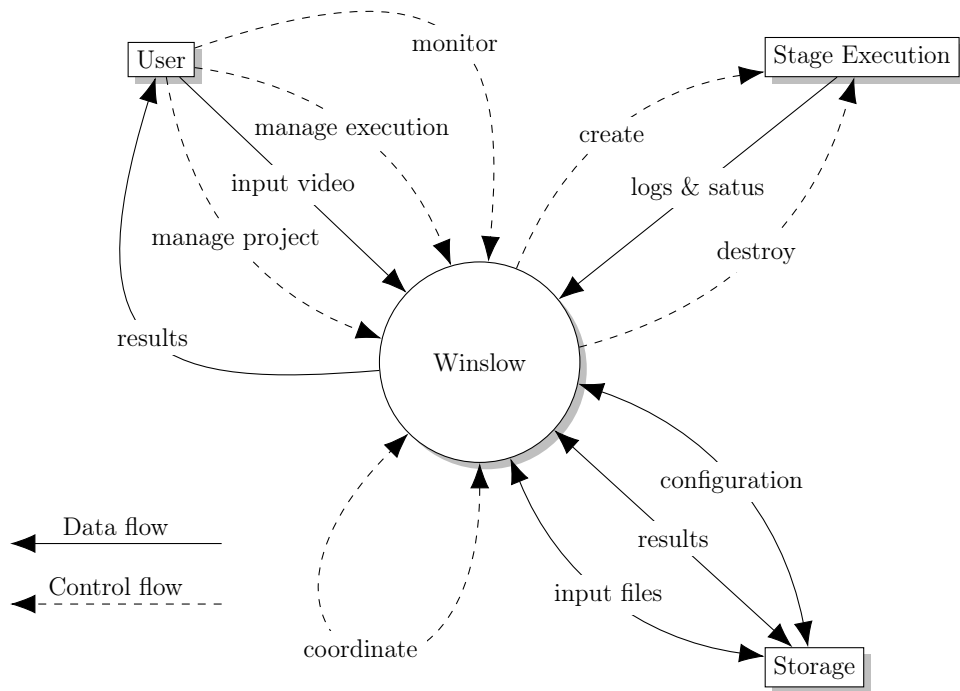 monitor
User
Stage Execution
manage execution
create
input video
logs & satus
manage project
destroy
results
Winslow
configuration
Data flow
results
Control flow
input files
coordinate
Storage